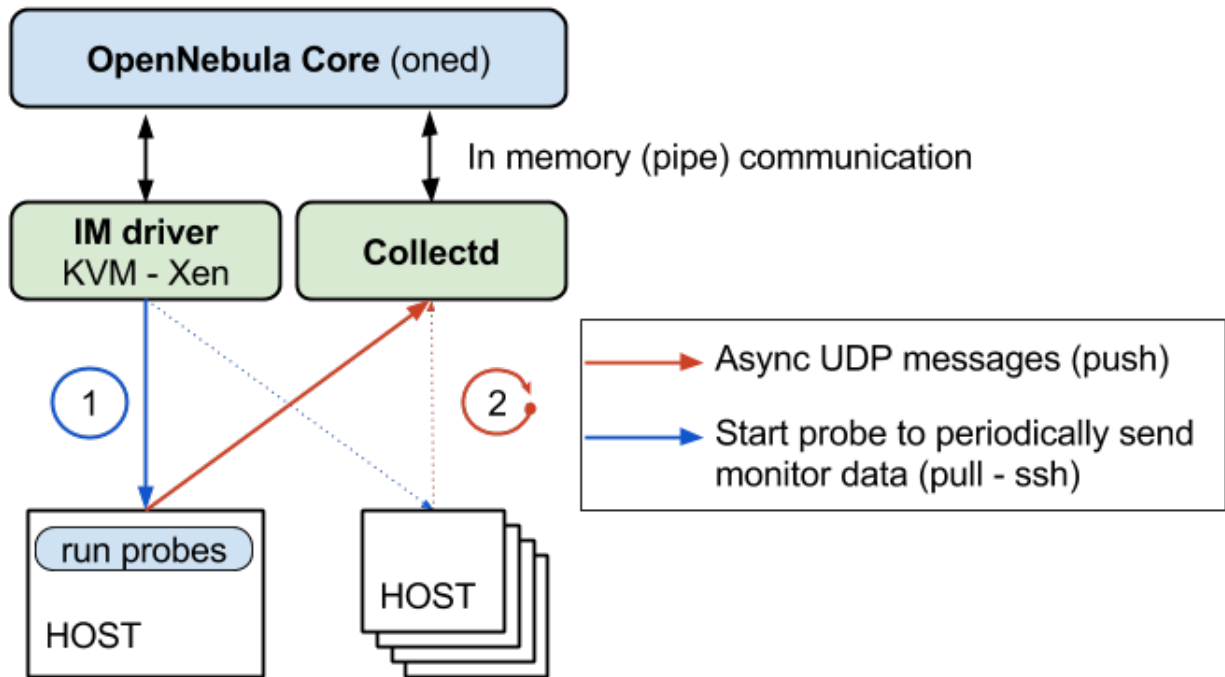 OpenNebula Core (oned)
In memory (pipe) communication
IM driver
KVM - Xen
Collectd
1
2
Async UDP messages (push)
Start probe to periodically send
monitor data (pull - ssh)
run probes
HOST
HOST